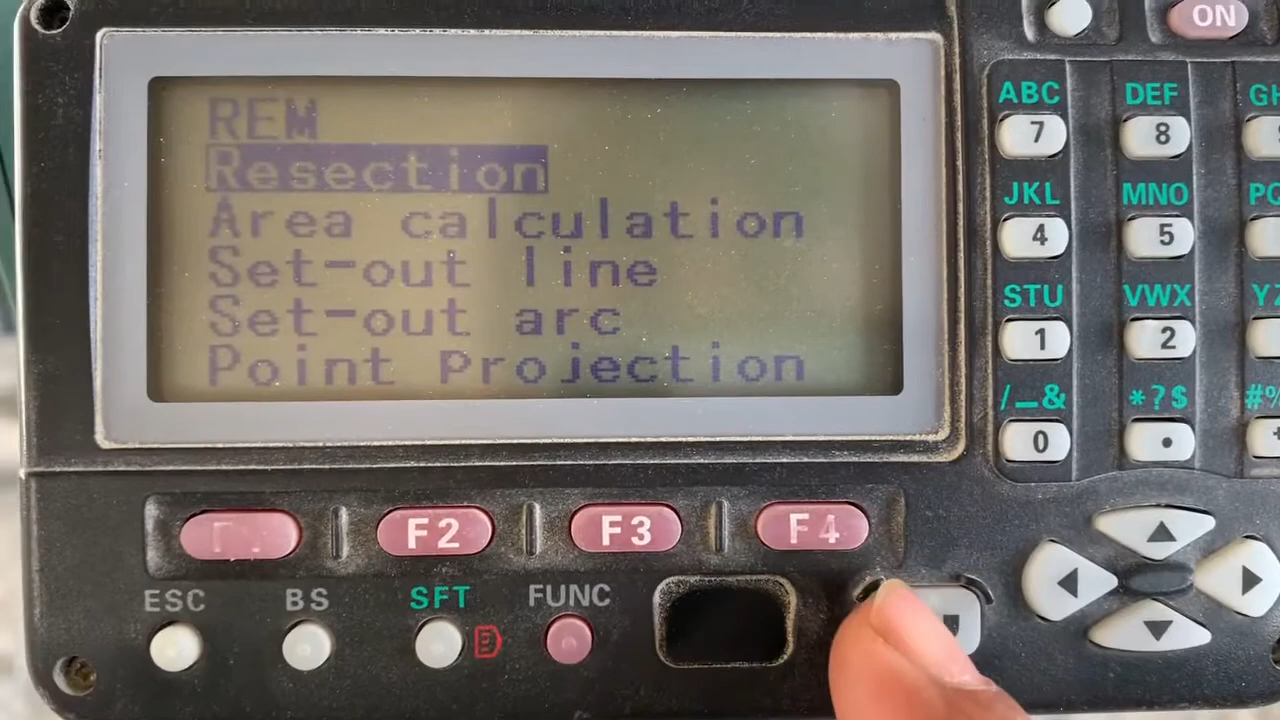 REM
Resection
Area calculation
Set-out line
Set-out arc
Point projection
ON
ABC DEF
7 8
JKL MNO
4 5
STU VWX
1 2
/_& *?$
0 .
F2 F3 F4
ESC BS SFT FUNC